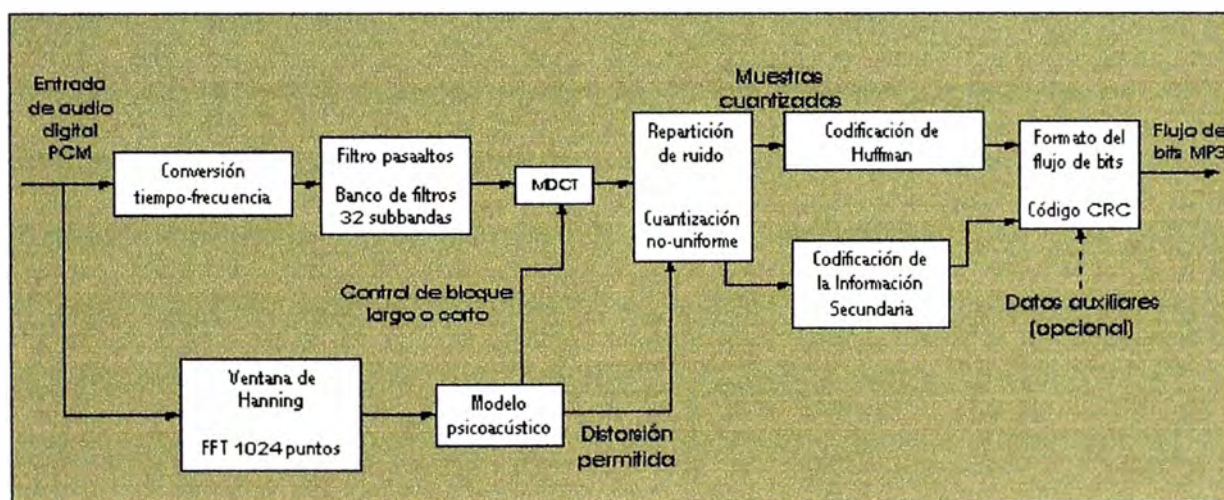 Entrada
de audio
digital
PCM
Conversión
tiempo-frecuencia
Filtro pasaaltos
Banco de filtros
32 subbandas
MDCT
Repartición
de ruido
Cuantización
no-uniforme
Muestras
cuantizadas
Codificación de
Huffman
Codificación de
la Información
Secundaria
Formato del
flujo de bits
Código CRC
Flujo de
bits MP3
Datos auxiliares
(opcional)
Control de bloque
largo o corto
Ventana de
Hanning
FFT 1024 puntos
Modelo
psicoacústico
Distorsión
permitida